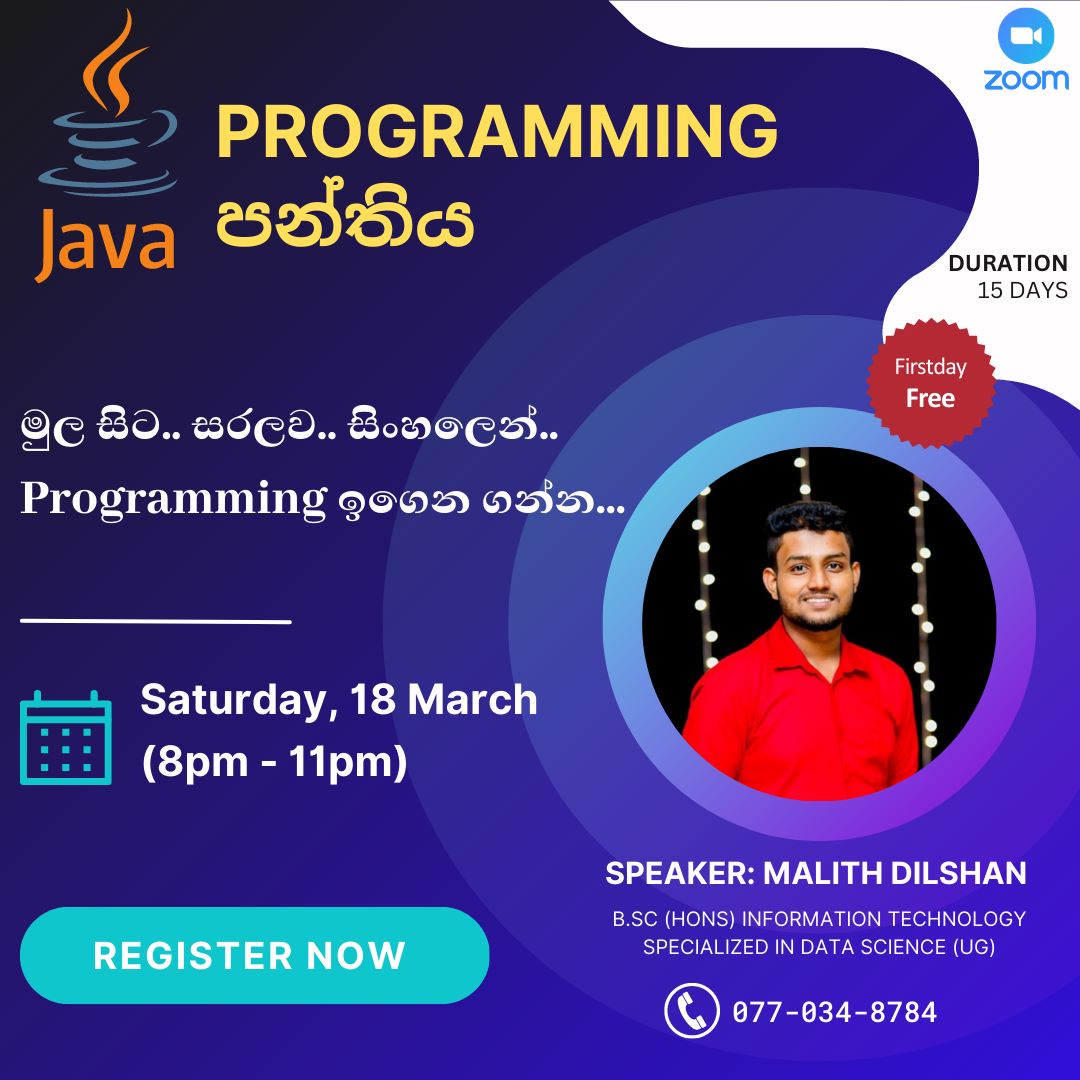 Java
PROGRAMMING
පන්තිය
zoom
DURATION
15 DAYS
Firstday
Free
මුල සිට.. සරලව.. සිංහලෙන්..
Programming ඉගෙන ගන්න...
Saturday, 18 March
(8pm - 11pm)
REGISTER NOW
SPEAKER: MALITH DILSHAN
B.SC (HONS) INFORMATION TECHNOLOGY
SPECIALIZED IN DATA SCIENCE (UG)
077-034-8784